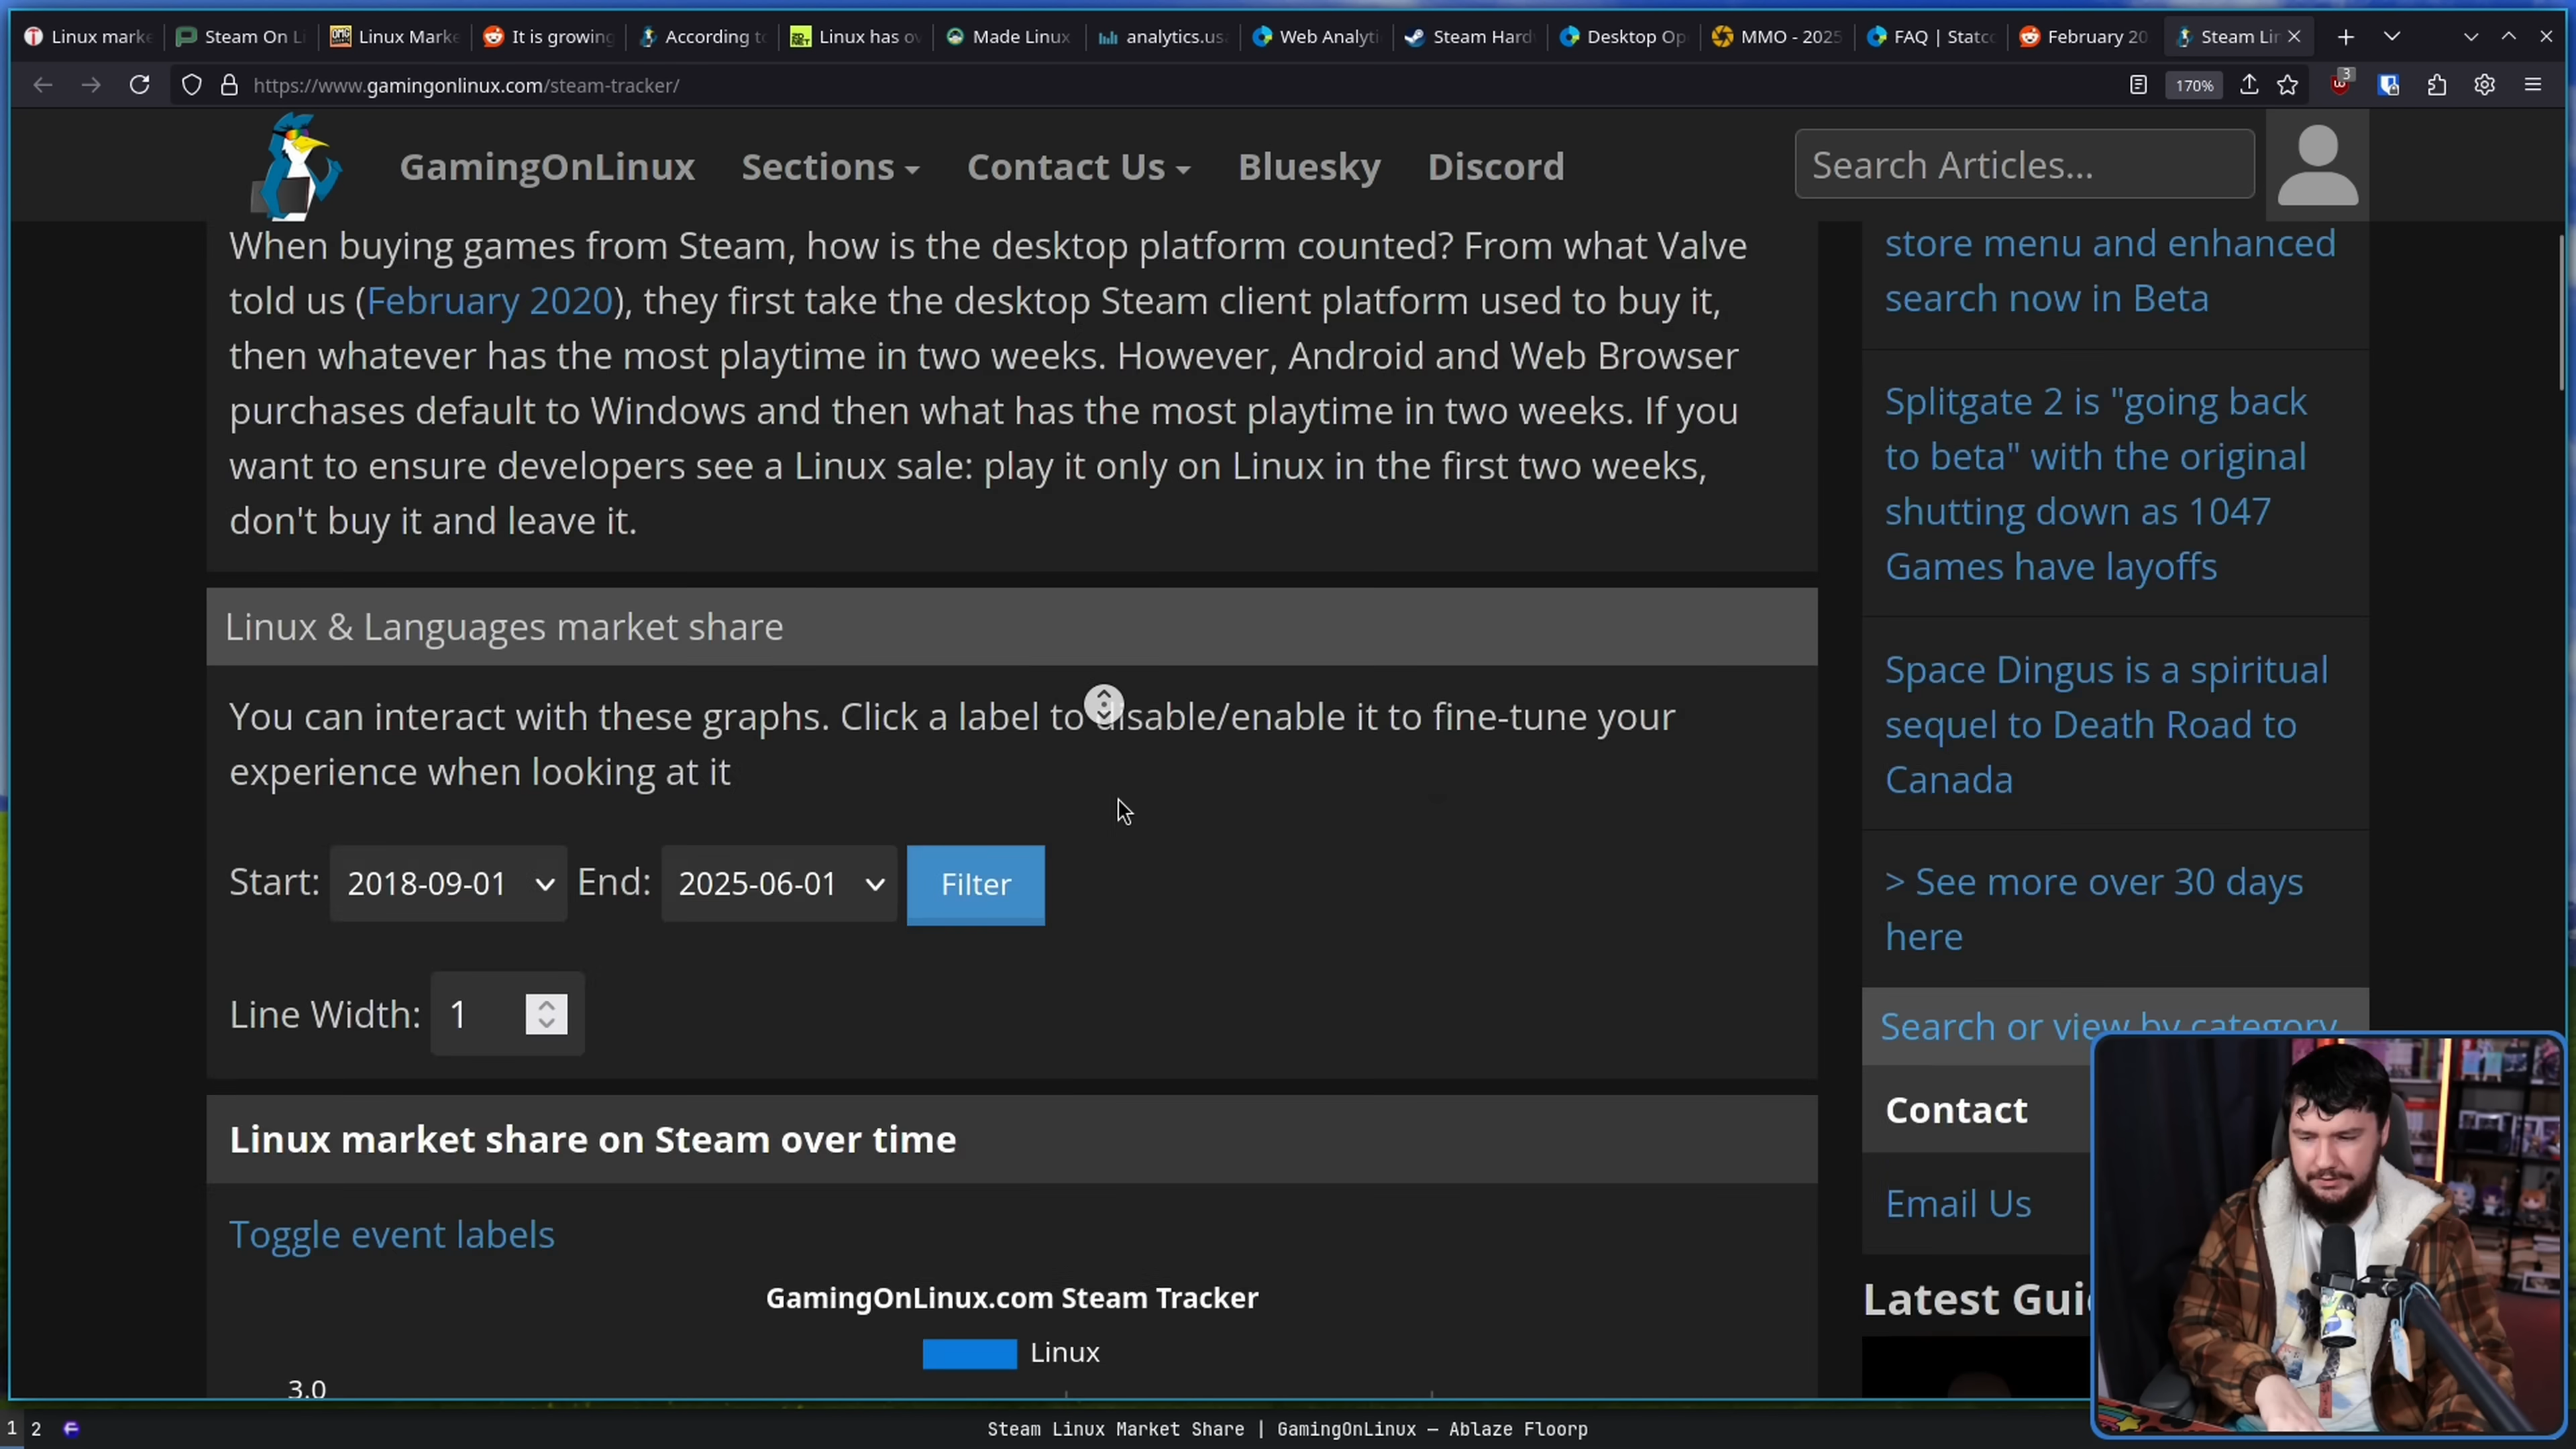 Linux marke
Steam On Li
Linux Marke
It is growing
According to
Linux has ov
Made Linux
analytics.usa
Web Analyti
Steam Hard
Desktop Op
MMO - 2025
FAQ | Statco
February 20
Steam Lin
https://www.gamingonlinux.com/steam-tracker/
170%
3
GamingOnLinux
Sections
Contact Us
Bluesky
Discord
Search Articles...
When buying games from Steam, how is the desktop platform counted? From what Valve
told us (February 2020), they first take the desktop Steam client platform used to buy it,
then whatever has the most playtime in two weeks. However, Android and Web Browser
purchases default to Windows and then what has the most playtime in two weeks. If you
want to ensure developers see a Linux sale: play it only on Linux in the first two weeks,
don't buy it and leave it.
Linux & Languages market share
You can interact with these graphs. Click a label to disable/enable it to fine-tune your
experience when looking at it
Start: 2018-09-01 End: 2025-06-01 Filter
Line Width: 1
Linux market share on Steam over time
Toggle event labels
GamingOnLinux.com Steam Tracker
Linux
3.0
store menu and enhanced
search now in Beta
Splitgate 2 is "going back
to beta" with the original
shutting down as 1047
Games have layoffs
Space Dingus is a spiritual
sequel to Death Road to
Canada
> See more over 30 days
here
Search or view by category
Contact
Email Us
Latest Gui
1 2
Steam Linux Market Share | GamingOnLinux — Ablaze Floorp